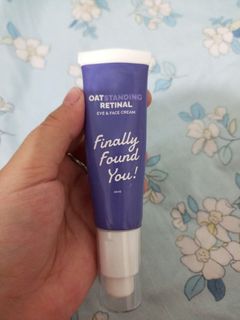 OATSTANDING
RETINAL
EYE & FACE CREAM
Finally
Found
You!